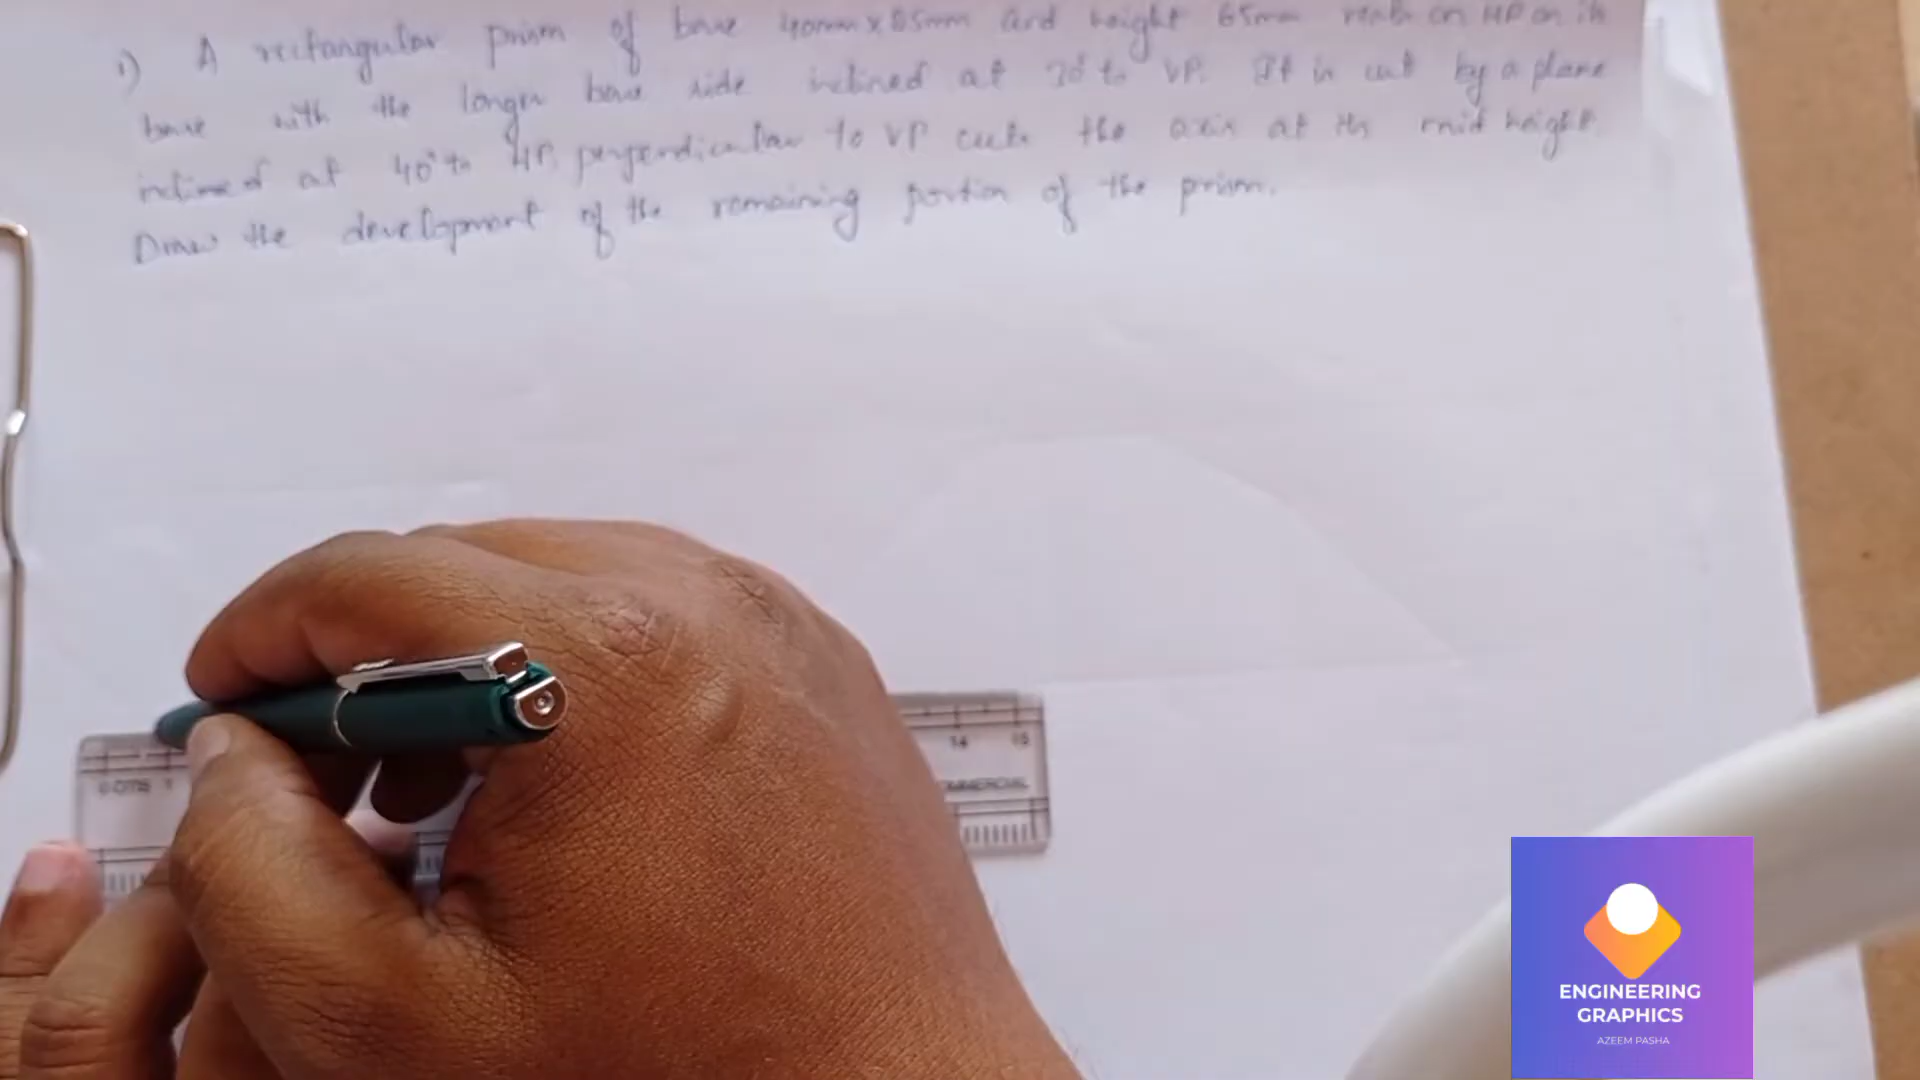 1) A rectangular prism of base 40mm x 25mm and height 65mm rests on HP on its
base with the longer base side inclined at 30° to VP. It is cut by a plane
inclined at 40° to HP, perpendicular to VP cuts the axis at its mid height.
Draw the development of the remaining portion of the prism.
14 15
1
ENGINEERING
GRAPHICS
AZEEM PASHA